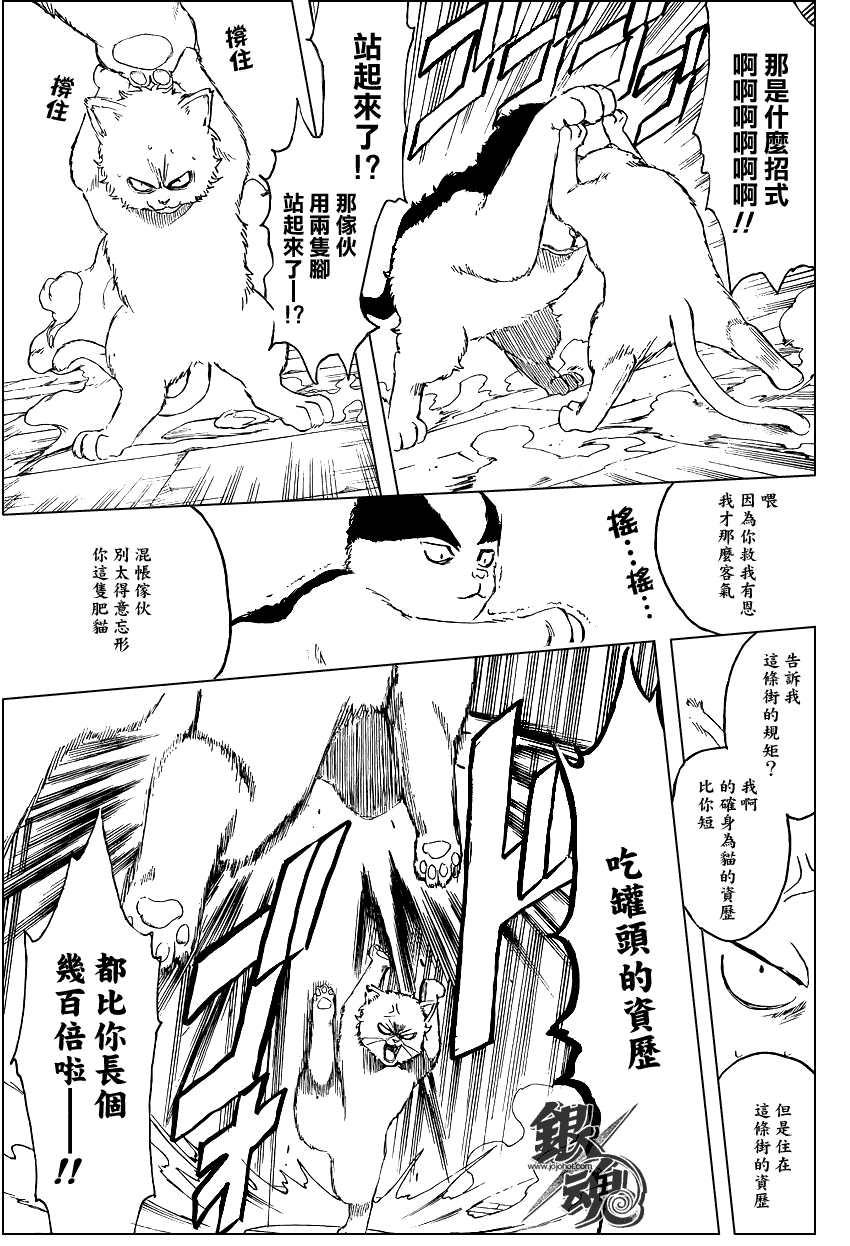 那是什麼招式
啊啊啊啊啊啊!!
ゴゴゴ
站起來了!?
那傢伙
用兩隻腳
站起來了—!?
撐住
撐住
喂
因為你救我有恩
我才那麼客氣
搖…搖…
混帳傢伙
別太得意忘形
你這隻肥貓
告訴我
這條街的規矩？
我啊
的確身為貓的資歷
比你短
但是住在
這條街的資歷
吃罐頭的資歷
都比你長個
幾百倍啦
—!!
銀魂
www.jojohot.com